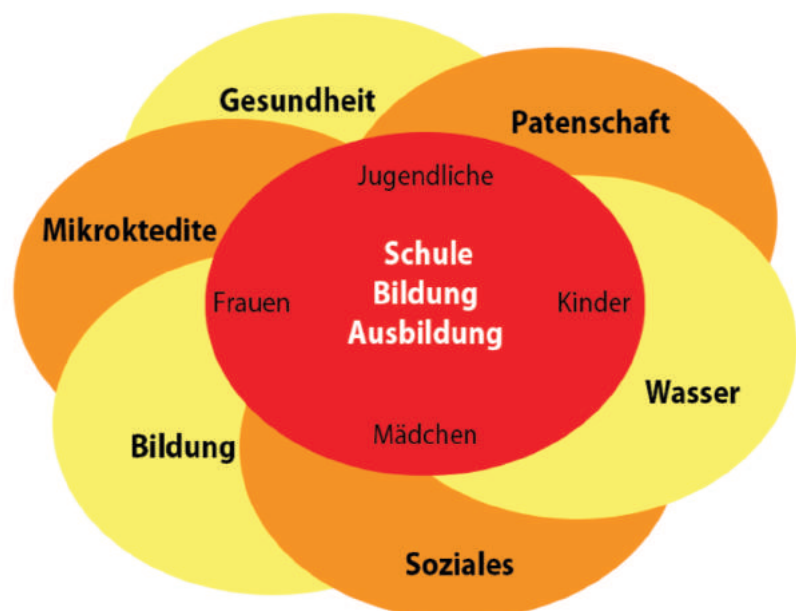 Gesundheit
Patenschaft
Jugendliche
Mikroktedite
Schule
Bildung
Ausbildung
Frauen
Kinder
Wasser
Mädchen
Bildung
Soziales